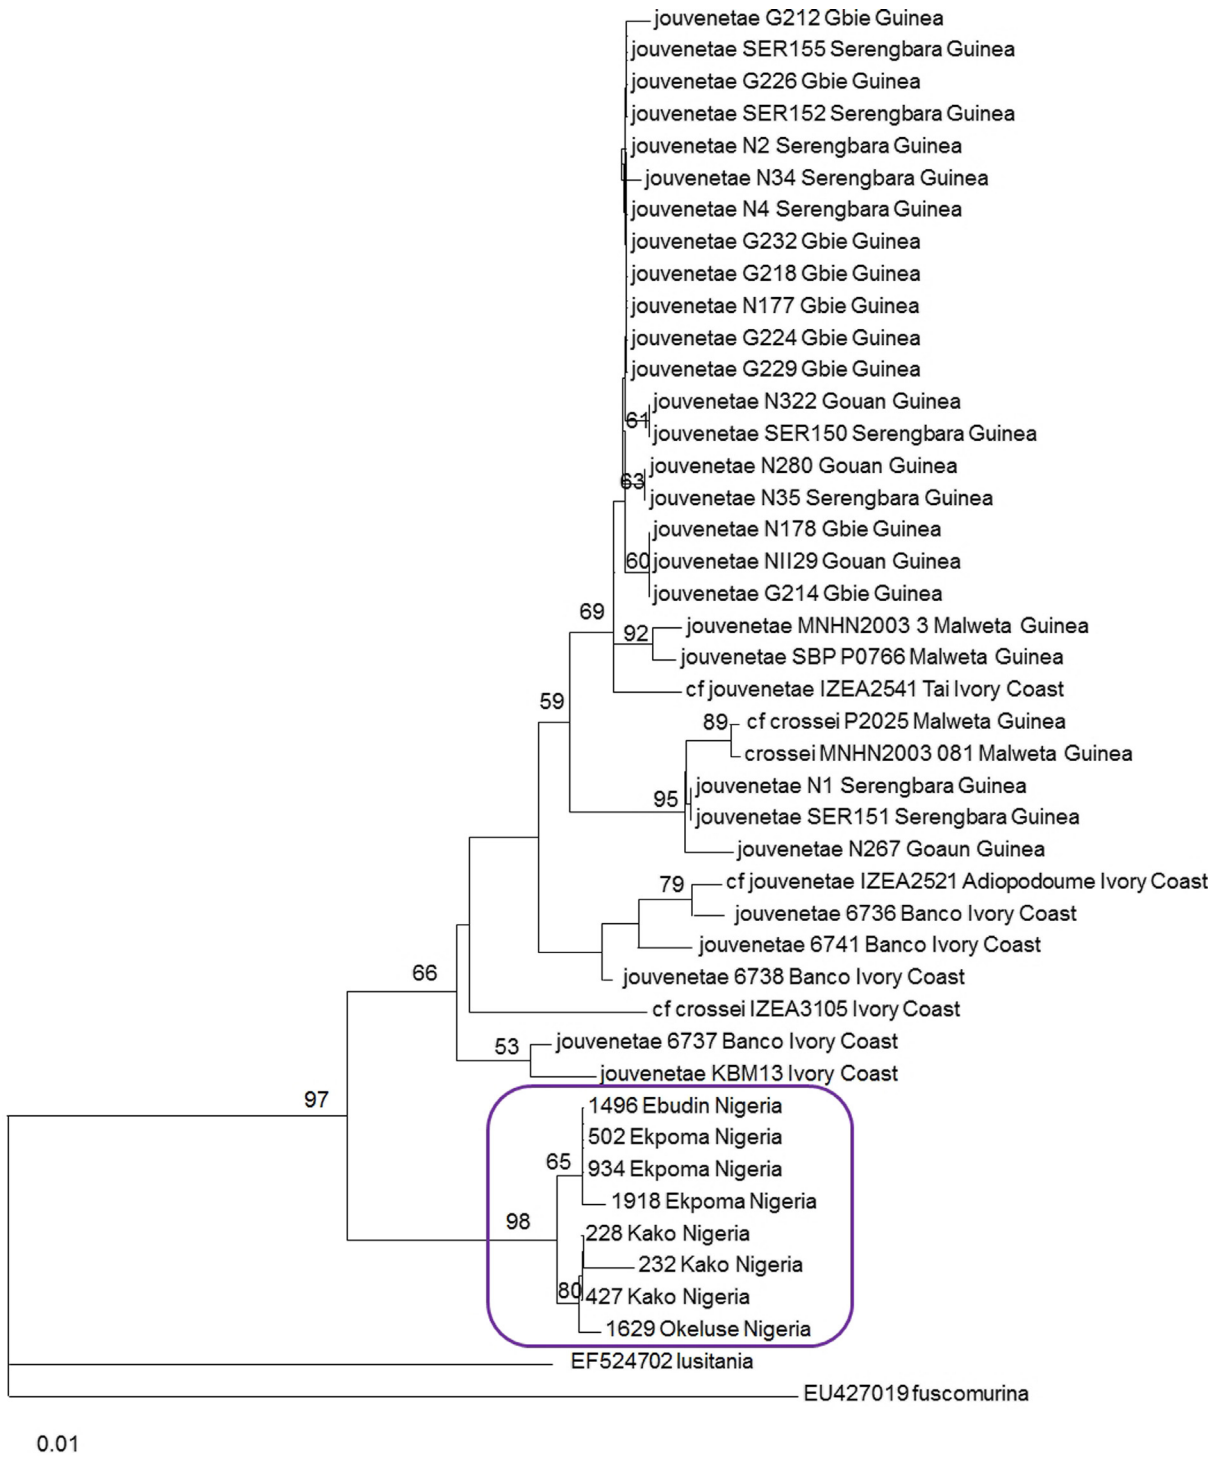 jouvenetae G212 Gbie Guinea
jouvenetae SER155 Serengbara Guinea
jouvenetae G226 Gbie Guinea
jouvenetae SER152 Serengbara Guinea
jouvenetae N2 Serengbara Guinea
jouvenetae N34 Serengbara Guinea
jouvenetae N4 Serengbara Guinea
jouvenetae G232 Gbie Guinea
jouvenetae G218 Gbie Guinea
jouvenetae N177 Gbie Guinea
jouvenetae G224 Gbie Guinea
jouvenetae G229 Gbie Guinea
jouvenetae N322 Gouan Guinea
61
jouvenetae SER150 Serengbara Guinea
jouvenetae N280 Gouan Guinea
63
jouvenetae N35 Serengbara Guinea
jouvenetae N178 Gbie Guinea
60 jouvenetae NII29 Gouan Guinea
jouvenetae G214 Gbie Guinea
69
jouvenetae MNHN2003 3 Malweta Guinea
92
jouvenetae SBP P0766 Malweta Guinea
cf jouvenetae IZEA2541 Tai Ivory Coast
59
89 cf crossei P2025 Malweta Guinea
crossei MNHN2003 081 Malweta Guinea
jouvenetae N1 Serengbara Guinea
95
jouvenetae SER151 Serengbara Guinea
jouvenetae N267 Goaun Guinea
79 cf jouvenetae IZEA2521 Adiopodoume Ivory Coast
jouvenetae 6736 Banco Ivory Coast
jouvenetae 6741 Banco Ivory Coast
66
jouvenetae 6738 Banco Ivory Coast
cf crossei IZEA3105 Ivory Coast
53 jouvenetae 6737 Banco Ivory Coast
jouvenetae KBM13 Ivory Coast
97
1496 Ebudin Nigeria
502 Ekpoma Nigeria
65
934 Ekpoma Nigeria
1918 Ekpoma Nigeria
98
228 Kako Nigeria
232 Kako Nigeria
80
427 Kako Nigeria
1629 Okeluse Nigeria
EF524702 lusitania
EU427019 fuscomurina
0.01